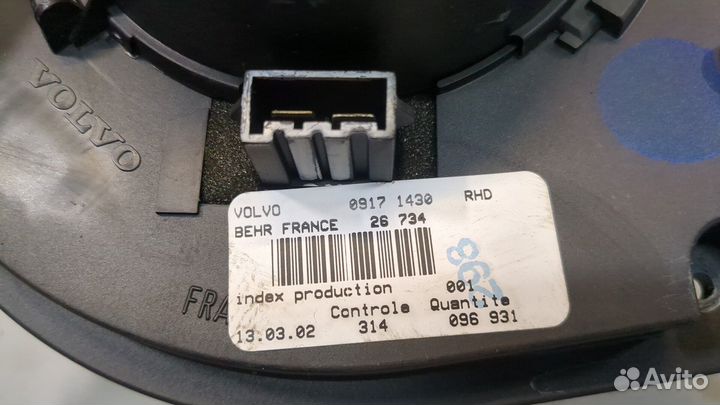 VOLVO
VOLVO 0917 1430 RHD
BEHR FRANCE 26 734
index production 001
Controle Quantite
13.03.02 314 096 931
FRA
Avito